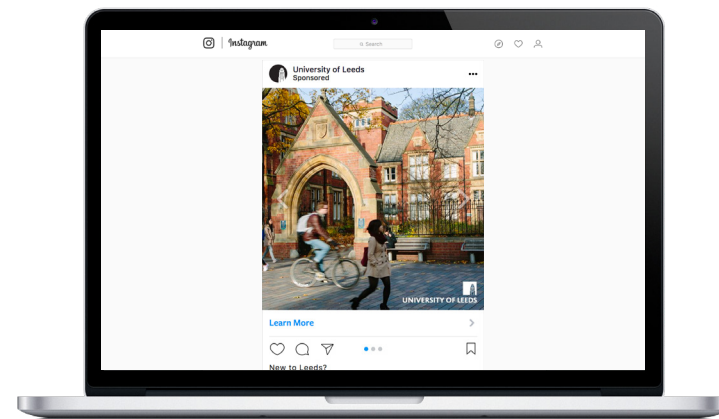 Instagram
Search
University of Leeds
Sponsored
UNIVERSITY OF LEEDS
Learn More
New to Leeds?